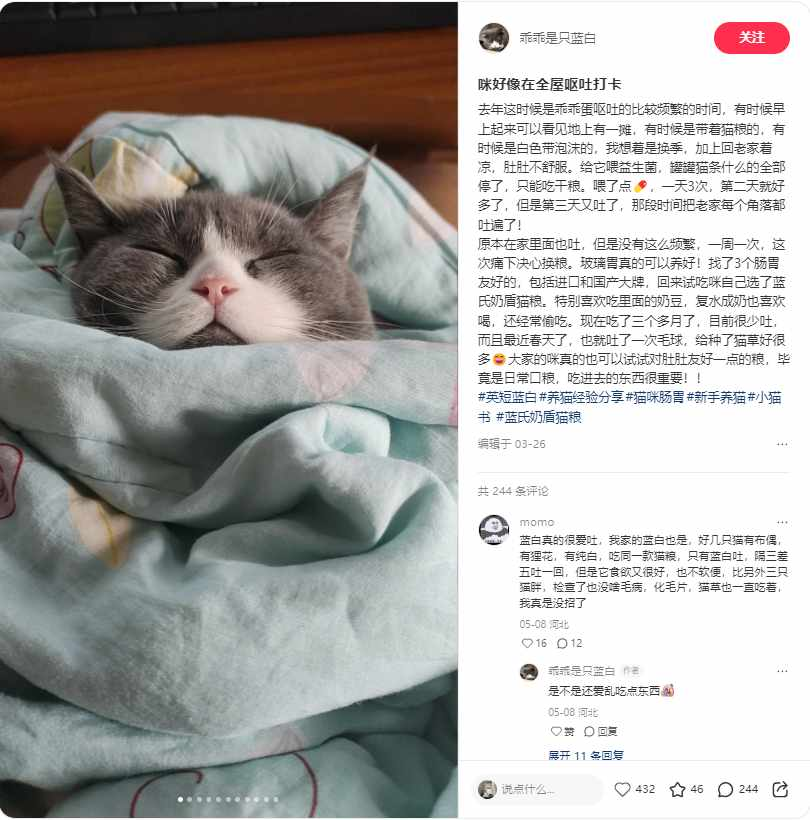 乖乖是只蓝白
关注
咪好像在全屋呕吐打卡
去年这时候是乖乖蛋呕吐的比较频繁的时间，有时候早
上起来可以看见地上有一摊，有时候是带着猫粮的，有
时候是白色带泡沫的，我想着是换季，加上回老家着
凉，肚肚不舒服。给它喂益生菌，罐罐猫条什么的全部
停了，只能吃干粮。喂了点💊，一天3次，第二天就好
多了，但是第三天又吐了，那段时间把老家每个角落都
吐遍了！
原本在家里面也吐，但是没有这么频繁，一周一次，这
次痛下决心换粮。玻璃胃真的可以养好！找了3个肠胃
友好的，包括进口和国产大牌，回来试吃咪自己选了蓝
氏奶盾猫粮。特别喜欢吃里面的奶豆，复水成奶也喜欢
喝，还经常偷吃。现在吃了三个多月了，目前很少吐，
而且最近春天了，也就吐了一次毛球，给种了猫草好很
多😄大家的咪真的也可以试试对肚肚友好一点的粮，毕
竟是日常口粮，吃进去的东西很重要！！
#英短蓝白#养猫经验分享#猫咪肠胃#新手养猫#小猫
书 #蓝氏奶盾猫粮
编辑于 03-26
共 244 条评论
momo
蓝白真的很爱吐，我家的蓝白也是，好几只猫有布偶，
有狸花，有纯白，吃同一款猫粮，只有蓝白吐，隔三差
五吐一回，但是它食欲又很好，也不软便，比另外三只
猫胖，检查了也没啥毛病，化毛片，猫草也一直吃着，
我真是没招了
05-08 河北
16 12
乖乖是只蓝白 作者
是不是还爱乱吃点东西
05-08 河北
赞 回复
展开 11 条回复
说点什么... 432 46 244